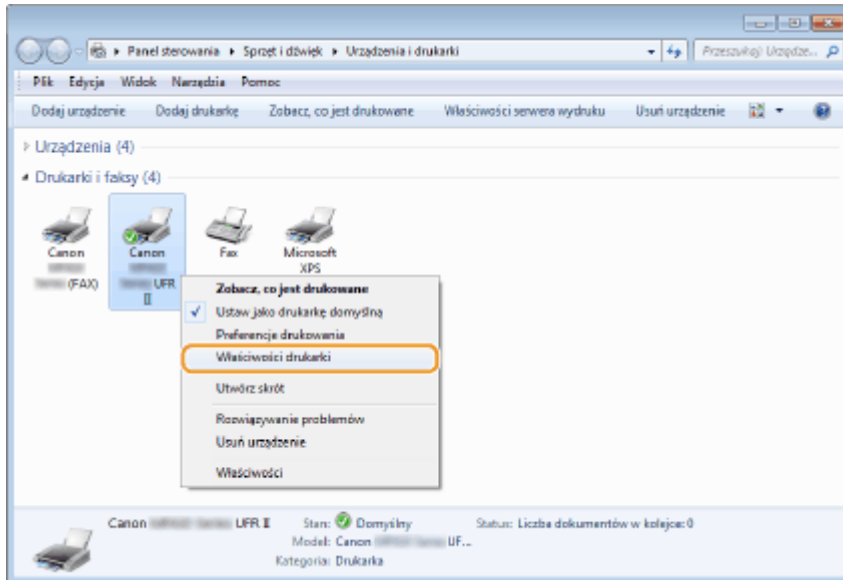 Panel sterowania ▸ Sprzęt i dźwięk ▸ Urządzenia i drukarki
Przeszukaj: Urządze...
Plik Edycja Widok Narzędzia Pomoc
Dodaj urządzenie Dodaj drukarkę Zobacz, co jest drukowane Właściwości serwera wydruku Usuń urządzenie
Urządzenia (4)
Drukarki i faksy (4)
Canon
(FAX)
Canon
UFR
II
Fax
Microsoft
XPS
Zobacz, co jest drukowane
Ustaw jako drukarkę domyślną
Preferencje drukowania
Właściwości drukarki
Utwórz skrót
Rozwiązywanie problemów
Usuń urządzenie
Właściwości
Canon UFR II Stan: Domyślny Status: Liczba dokumentów w kolejce: 0
Model: Canon UF...
Kategoria: Drukarka